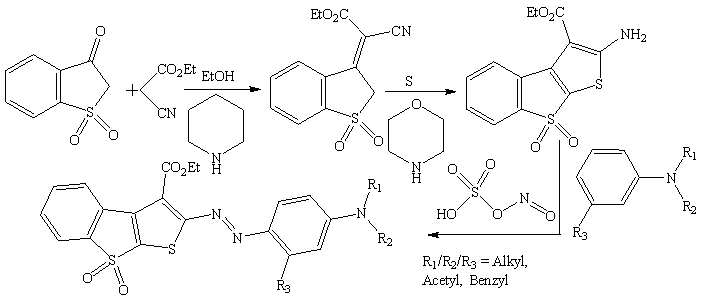 O
EtO₂C
CN
EtO₂C
NH₂
CO₂Et
EtOH
S
S
+
CN
O
S
S
S
O
O
N
H
O
O
N
H
O
O
CO₂Et
R₁
O
O
R₁
N
N
S
N
N
S
N
R₂
HO
O
O
R₂
S
R₃
O
O
R₃
R₁/R₂/R₃ = Alkyl,
Acetyl, Benzyl